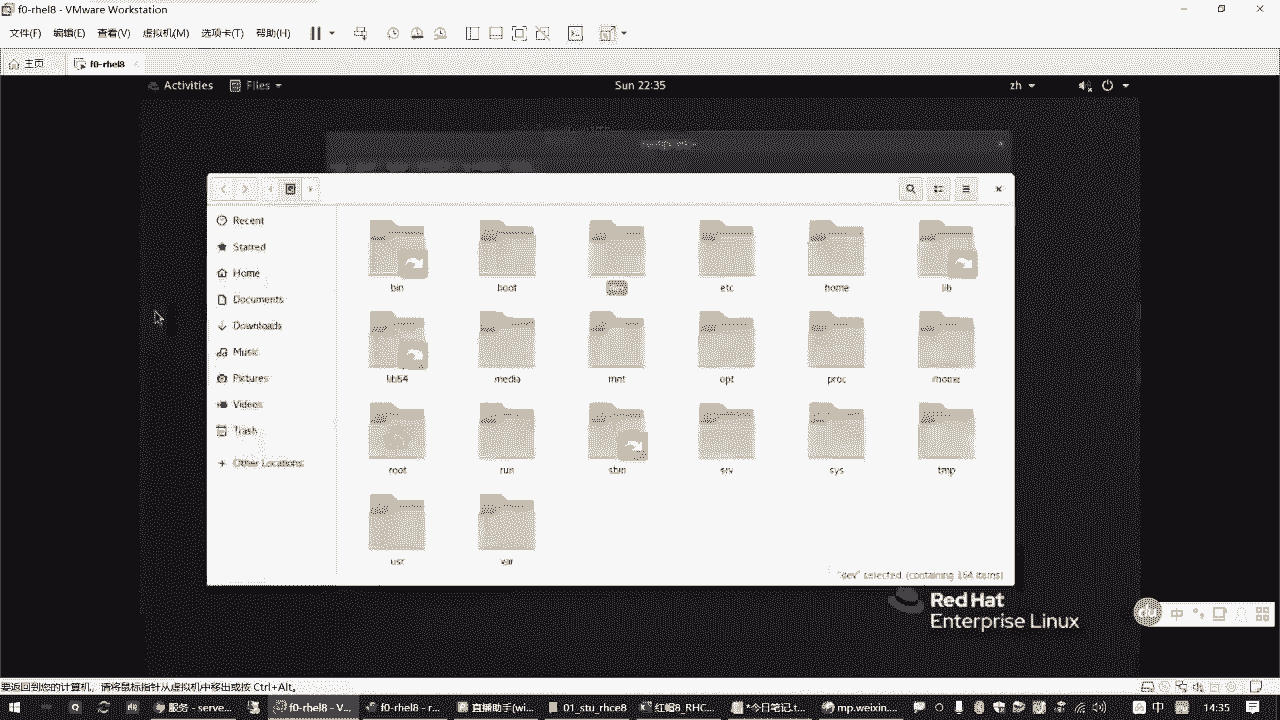 f0-rhel8 - VMware Workstation
文件(F) 编辑(E) 查看(V) 虚拟机(M) 选项卡(T) 帮助(H)
主页 f0-rhel8
Activities Files Sun 22:35 zh
Recent
Starred
Home
Documents
Downloads
Music
Pictures
Videos
Trash
Other Locations
bin boot etc home lib
lib64 media mnt opt proc rhome
root run sbin srv sys tmp
usr var
"dev" selected (containing 164 items)
Red Hat
Enterprise Linux
du 中
要返回到您的计算机，请将鼠标指针从虚拟机中移出或按 Ctrl+Alt。
服务 - serve... f0-rhel8 - V... f0-rhel8 - r... 直播助手(wi... 01_stu_rhce8 红帽8_RHC... *今日笔记.t... mp.weixin... 中 14:35